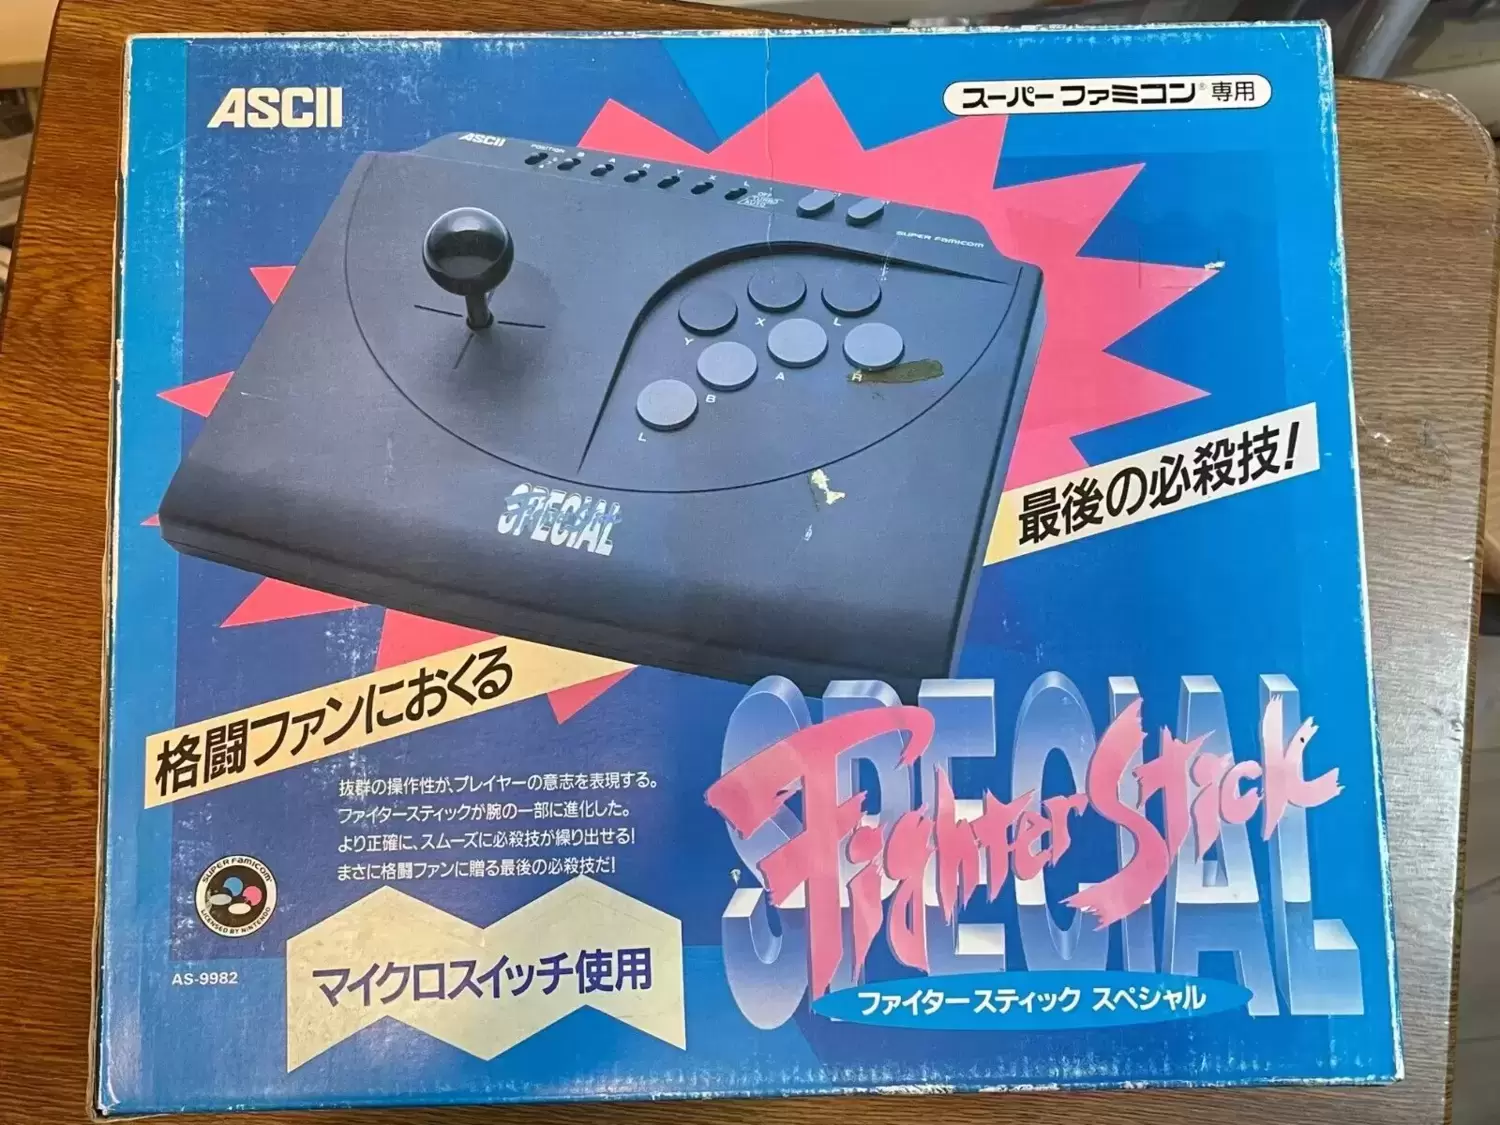 ASCII
スーパーファミコン®専用
ASCII
POSITION B A R Y X L
OFF
TURBO
AUTO
SUPER FAMICOM
Y X L
B A R
L
SPECIAL
最後の必殺技!
格闘ファンにおくる
抜群の操作性が、プレイヤーの意志を表現する。
ファイタースティックが腕の一部に進化した。
より正確に、スムーズに必殺技が繰り出せる!
まさに格闘ファンに贈る最後の必殺技だ!
SUPER FAMICOM
LICENSED BY NINTENDO
AS-9982
マイクロスイッチ使用
SPECIAL
Fighter Stick
ファイタースティック スペシャル